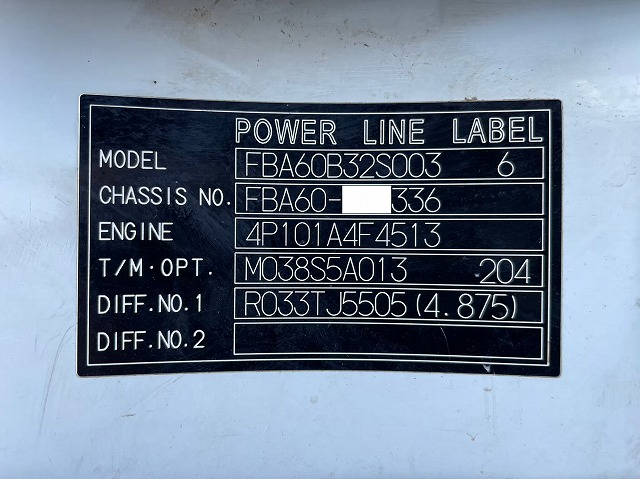 POWER LINE LABEL
MODEL FBA60B32S003 6
CHASSIS NO. FBA60- 336
ENGINE 4P101A4F4513
T/M·OPT. M038S5A013 204
DIFF.NO.1 R033TJ5505 (4.875)
DIFF.NO.2